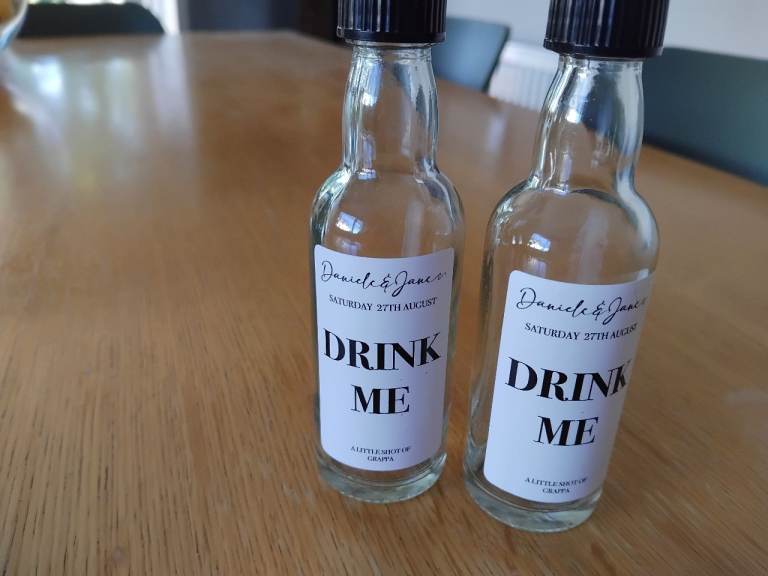 Daniele & Jane
SATURDAY 27TH AUGUST
DRINK
ME
A LITTLE SHOT OF
GRAPPA
Daniele & Jane
SATURDAY 27TH AUGUST
DRINK
ME
A LITTLE SHOT OF
GRAPPA